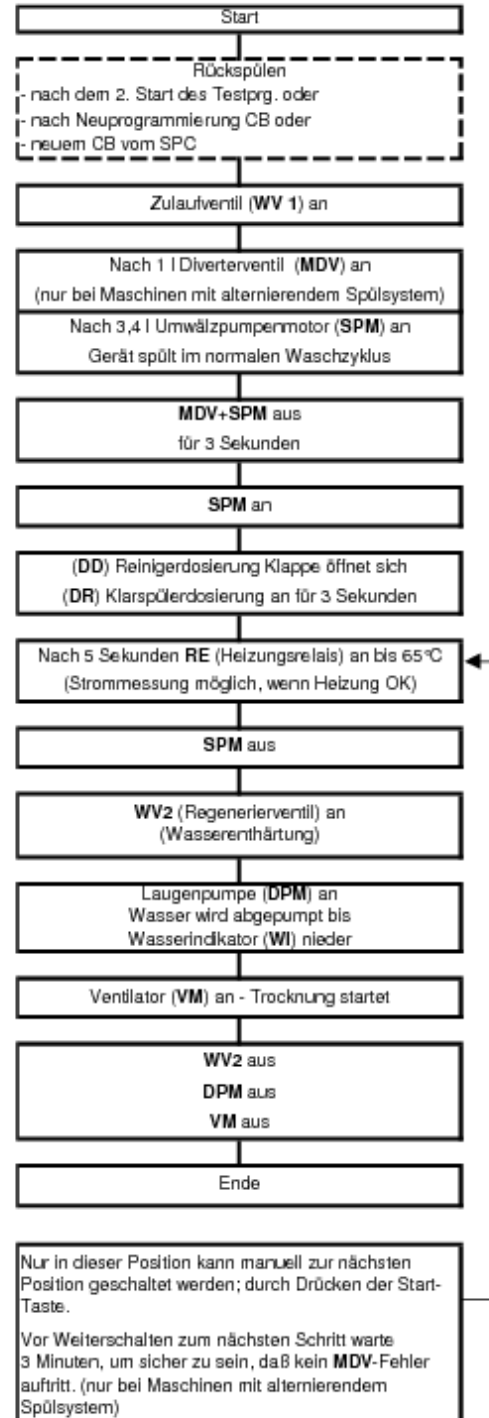 Start
Rückspülen
- nach dem 2. Start des Testprg. oder
- nach Neuprogrammierung CB oder
- neuem CB vom SPC
Zulaufventil (WV 1) an
Nach 1 l Diverterventil (MDV) an
(nur bei Maschinen mit alternierendem Spülsystem)
Nach 3,4 l Umwälzpumpenmotor (SPM) an
Gerät spült im normalen Waschzyklus
MDV+SPM aus
für 3 Sekunden
SPM an
(DD) Reinigerdosierung Klappe öffnet sich
(DR) Klarspülerdosierung an für 3 Sekunden
Nach 5 Sekunden RE (Heizungsrelais) an bis 65°C
(Strommessung möglich, wenn Heizung OK)
SPM aus
WV2 (Regenerierventil) an
(Wasserenthärtung)
Laugenpumpe (DPM) an
Wasser wird abgepumpt bis
Wasserindikator (WI) nieder
Ventilator (VM) an - Trocknung startet
WV2 aus
DPM aus
VM aus
Ende
Nur in dieser Position kann manuell zur nächsten
Position geschaltet werden; durch Drücken der Start-
Taste.
Vor Weiterschalten zum nächsten Schritt warte
3 Minuten, um sicher zu sein, daß kein MDV-Fehler
auftritt. (nur bei Maschinen mit alternierendem
Spülsystem)